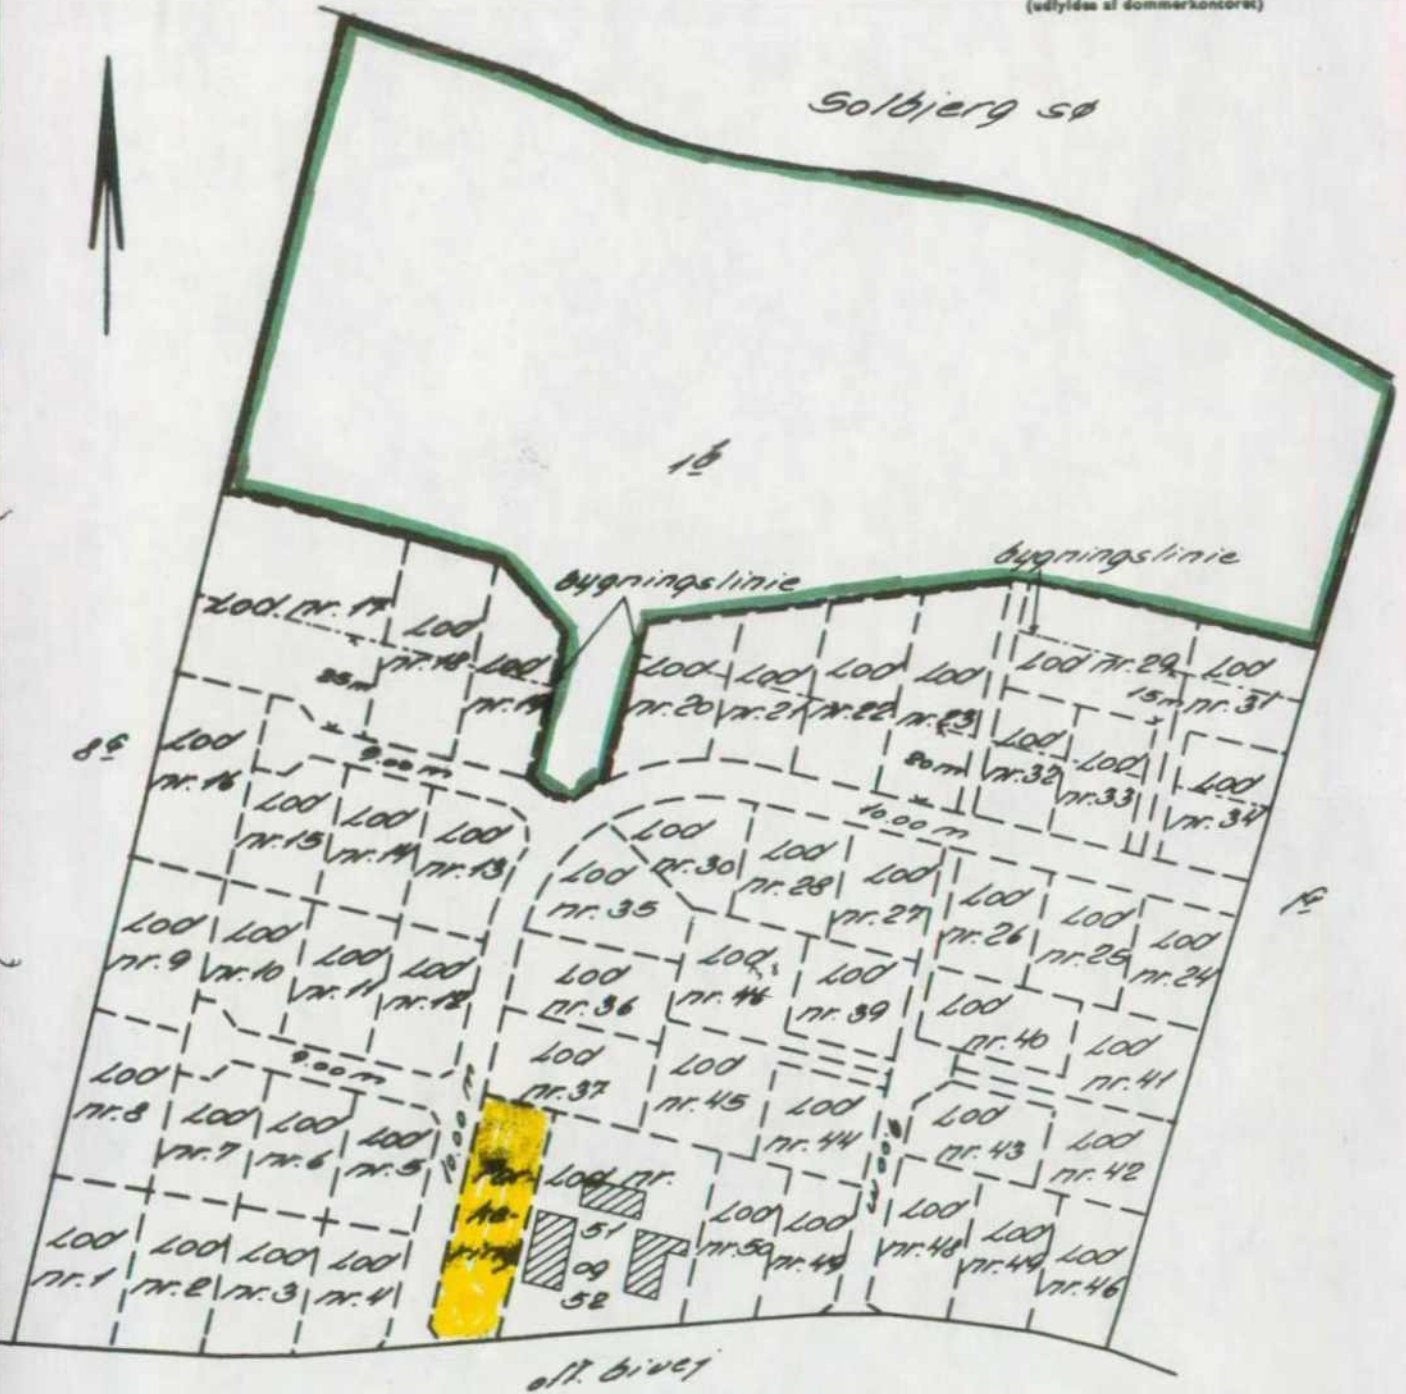 (udfyldes af dommerkontoret)
Solbjerg sø
1b
bygningslinie
bygningslinie
Lod nr. 17
Lod
nr. 18
Lod
nr. 19
Lod
nr. 20
Lod
nr. 21
Lod
nr. 22
Lod
nr. 23
Lod nr. 29
Lod
nr. 31
15 m
Lod
nr. 32
Lod
nr. 33
Lod
nr. 34
20 m
9.00 m
10.00 m
Lod
nr. 16
Lod
nr. 15
Lod
nr. 14
Lod
nr. 13
Lod
nr. 35
Lod
nr. 30
Lod
nr. 28
Lod
nr. 27
Lod
nr. 26
Lod
nr. 25
Lod
nr. 24
Lod
nr. 9
Lod
nr. 10
Lod
nr. 11
Lod
nr. 12
Lod
nr. 36
Lod
nr.
Lod
nr. 39
Lod
nr. 40
Lod
nr. 41
9.00 m
Lod
nr. 8
Lod
nr. 7
Lod
nr. 6
Lod
nr. 5
10.00 m
Lod
nr. 37
Lod
nr. 45
Lod
nr. 44
Lod
nr. 43
Lod
nr. 42
Par-
ke-
ring
Lod nr.
51
og
52
Lod
nr. 1
Lod
nr. 2
Lod
nr. 3
Lod
nr. 4
Lod
nr. 50
Lod
nr. 49
Lod
nr. 48
Lod
nr. 49
Lod
nr. 46
off. bivej